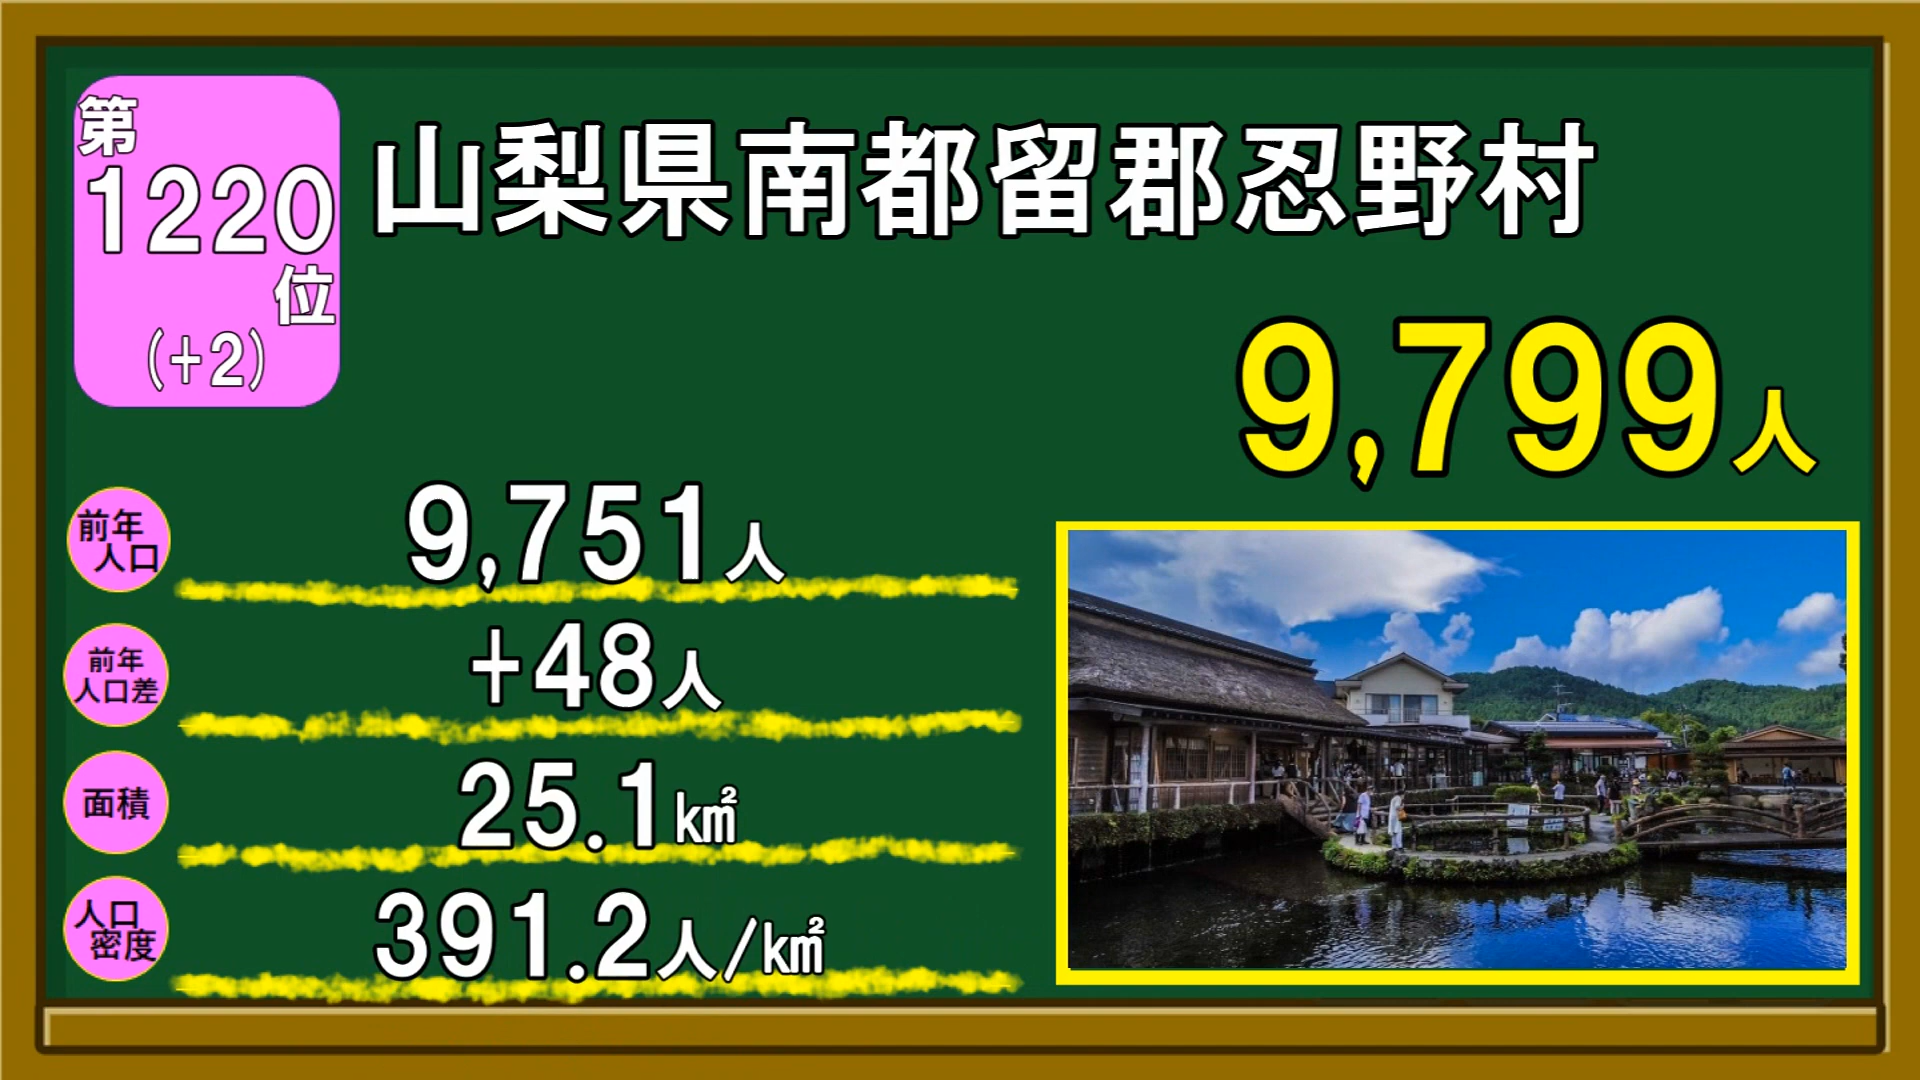 第
1220
位
(+2)
山梨県南都留郡忍野村
9,799人
前年
人口
9,751人
前年
人口差
+48人
面積
25.1㎢
人口
密度
391.2人/㎢